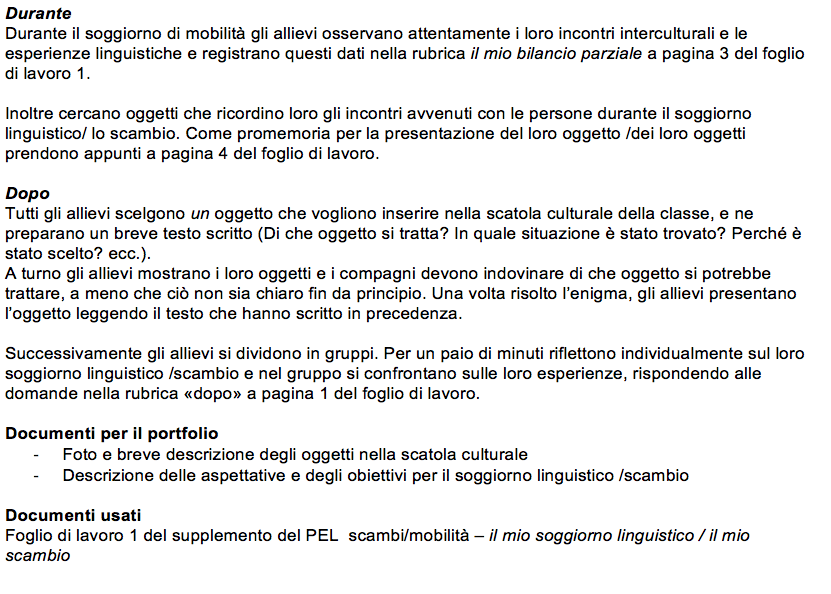 Durante
Durante il soggiorno di mobilità gli allievi osservano attentamente i loro incontri interculturali e le
esperienze linguistiche e registrano questi dati nella rubrica il mio bilancio parziale a pagina 3 del foglio
di lavoro 1.
Inoltre cercano oggetti che ricordino loro gli incontri avvenuti con le persone durante il soggiorno
linguistico/ lo scambio. Come promemoria per la presentazione del loro oggetto /dei loro oggetti
prendono appunti a pagina 4 del foglio di lavoro.
Dopo
Tutti gli allievi scelgono un oggetto che vogliono inserire nella scatola culturale della classe, e ne
preparano un breve testo scritto (Di che oggetto si tratta? In quale situazione è stato trovato? Perché è
stato scelto? ecc.).
A turno gli allievi mostrano i loro oggetti e i compagni devono indovinare di che oggetto si potrebbe
trattare, a meno che ciò non sia chiaro fin da principio. Una volta risolto l’enigma, gli allievi presentano
l’oggetto leggendo il testo che hanno scritto in precedenza.
Successivamente gli allievi si dividono in gruppi. Per un paio di minuti riflettono individualmente sul loro
soggiorno linguistico /scambio e nel gruppo si confrontano sulle loro esperienze, rispondendo alle
domande nella rubrica «dopo» a pagina 1 del foglio di lavoro.
Documenti per il portfolio
- Foto e breve descrizione degli oggetti nella scatola culturale
- Descrizione delle aspettative e degli obiettivi per il soggiorno linguistico /scambio
Documenti usati
Foglio di lavoro 1 del supplemento del PEL scambi/mobilità – il mio soggiorno linguistico / il mio
scambio